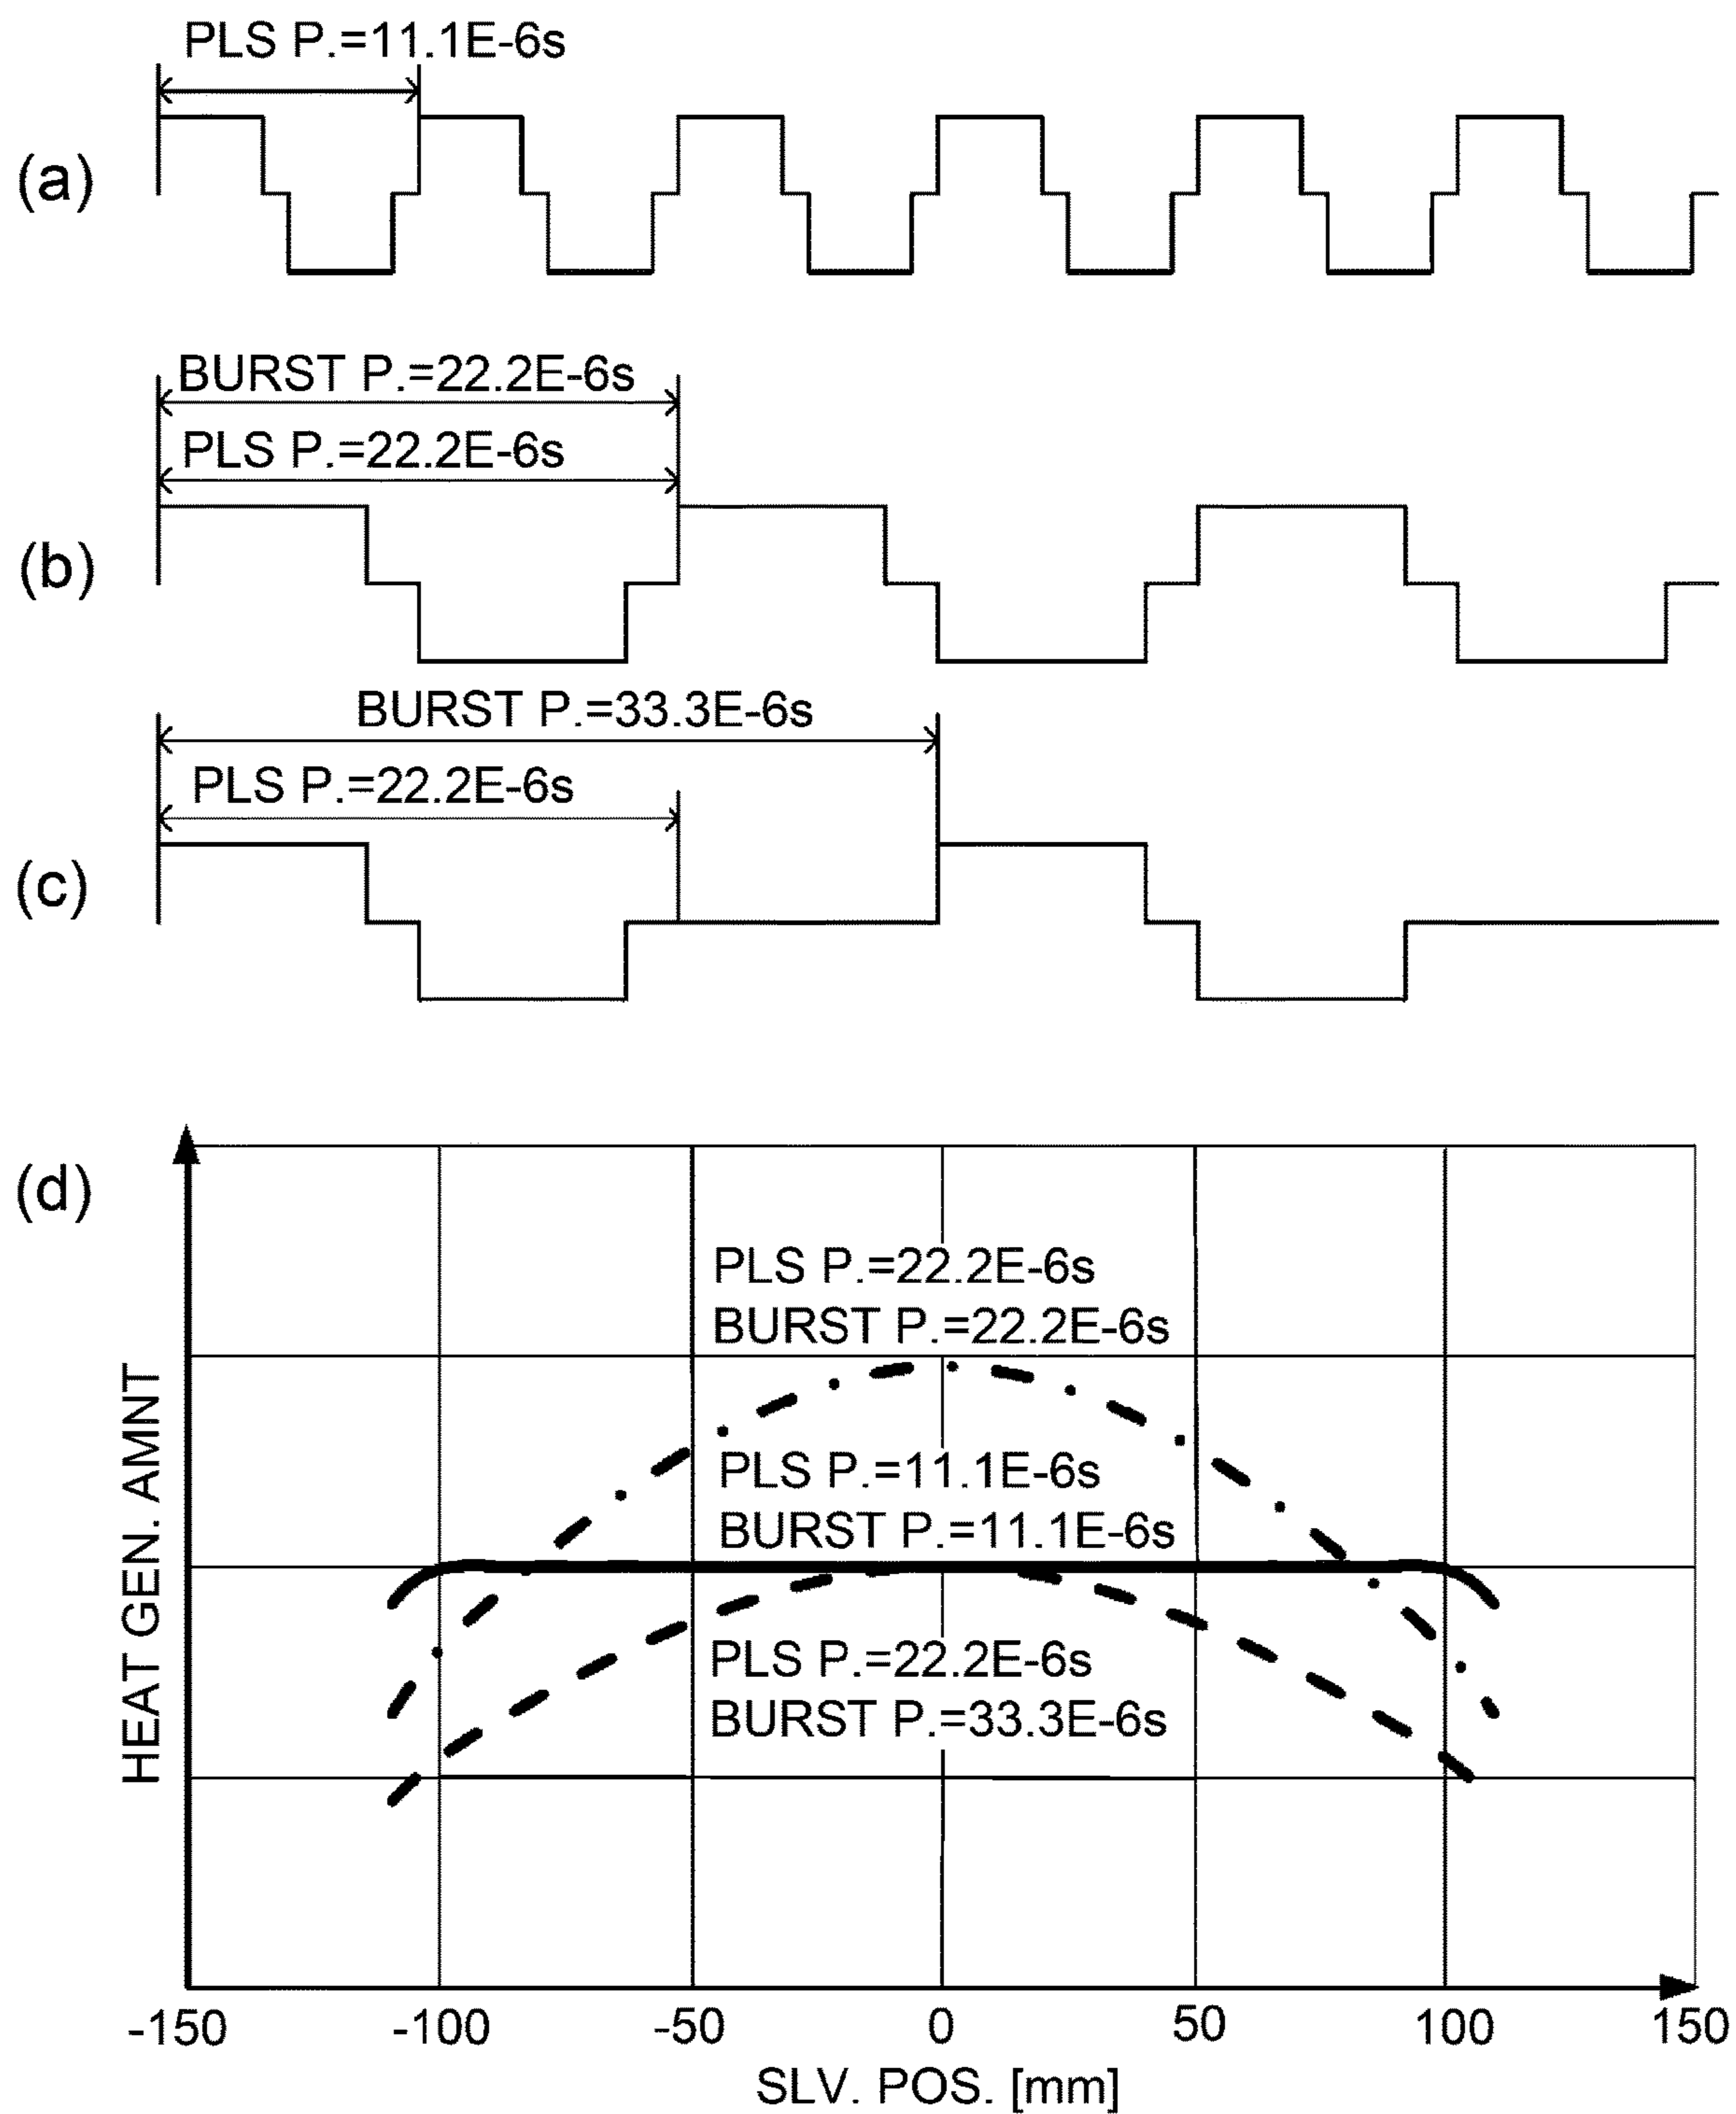 PLS P.=11.1E-6s
(a)
BURST P.=22.2E-6s
PLS P.=22.2E-6s
(b)
BURST P.=33.3E-6s
PLS P.=22.2E-6s
(c)
(d)
PLS P.=22.2E-6s
BURST P.=22.2E-6s
PLS P.=11.1E-6s
BURST P.=11.1E-6s
PLS P.=22.2E-6s
BURST P.=33.3E-6s
HEAT GEN. AMNT
-150 -100 -50 0 50 100 150
SLV. POS. [mm]